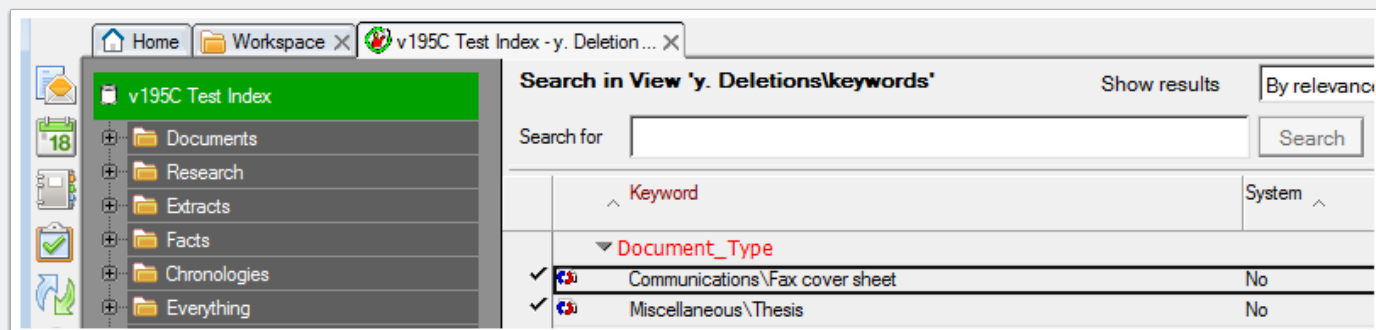 Home Workspace v195C Test Index - y. Deletion ...
v195C Test Index
Search in View 'y. Deletions\keywords' Show results By relevance
18
Documents
Search for Search
Research
Extracts
Keyword System
Facts
Document_Type
Chronologies
Communications\Fax cover sheet No
Everything
Miscellaneous\Thesis No